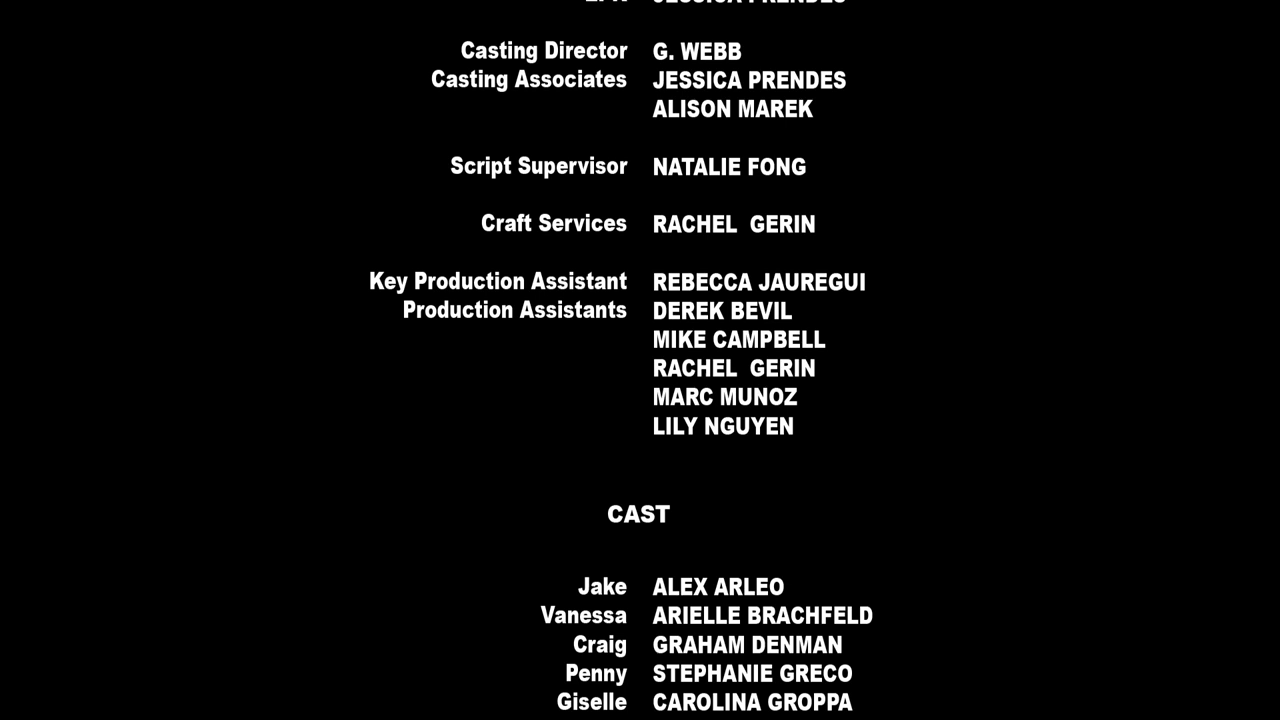 JESSICA PRENDES
Casting Director G. WEBB
Casting Associates JESSICA PRENDES
ALISON MAREK
Script Supervisor NATALIE FONG
Craft Services RACHEL  GERIN
Key Production Assistant REBECCA JAUREGUI
Production Assistants DEREK BEVIL
MIKE CAMPBELL
RACHEL  GERIN
MARC MUNOZ
LILY NGUYEN
CAST
Jake ALEX ARLEO
Vanessa ARIELLE BRACHFELD
Craig GRAHAM DENMAN
Penny STEPHANIE GRECO
Giselle CAROLINA GROPPA